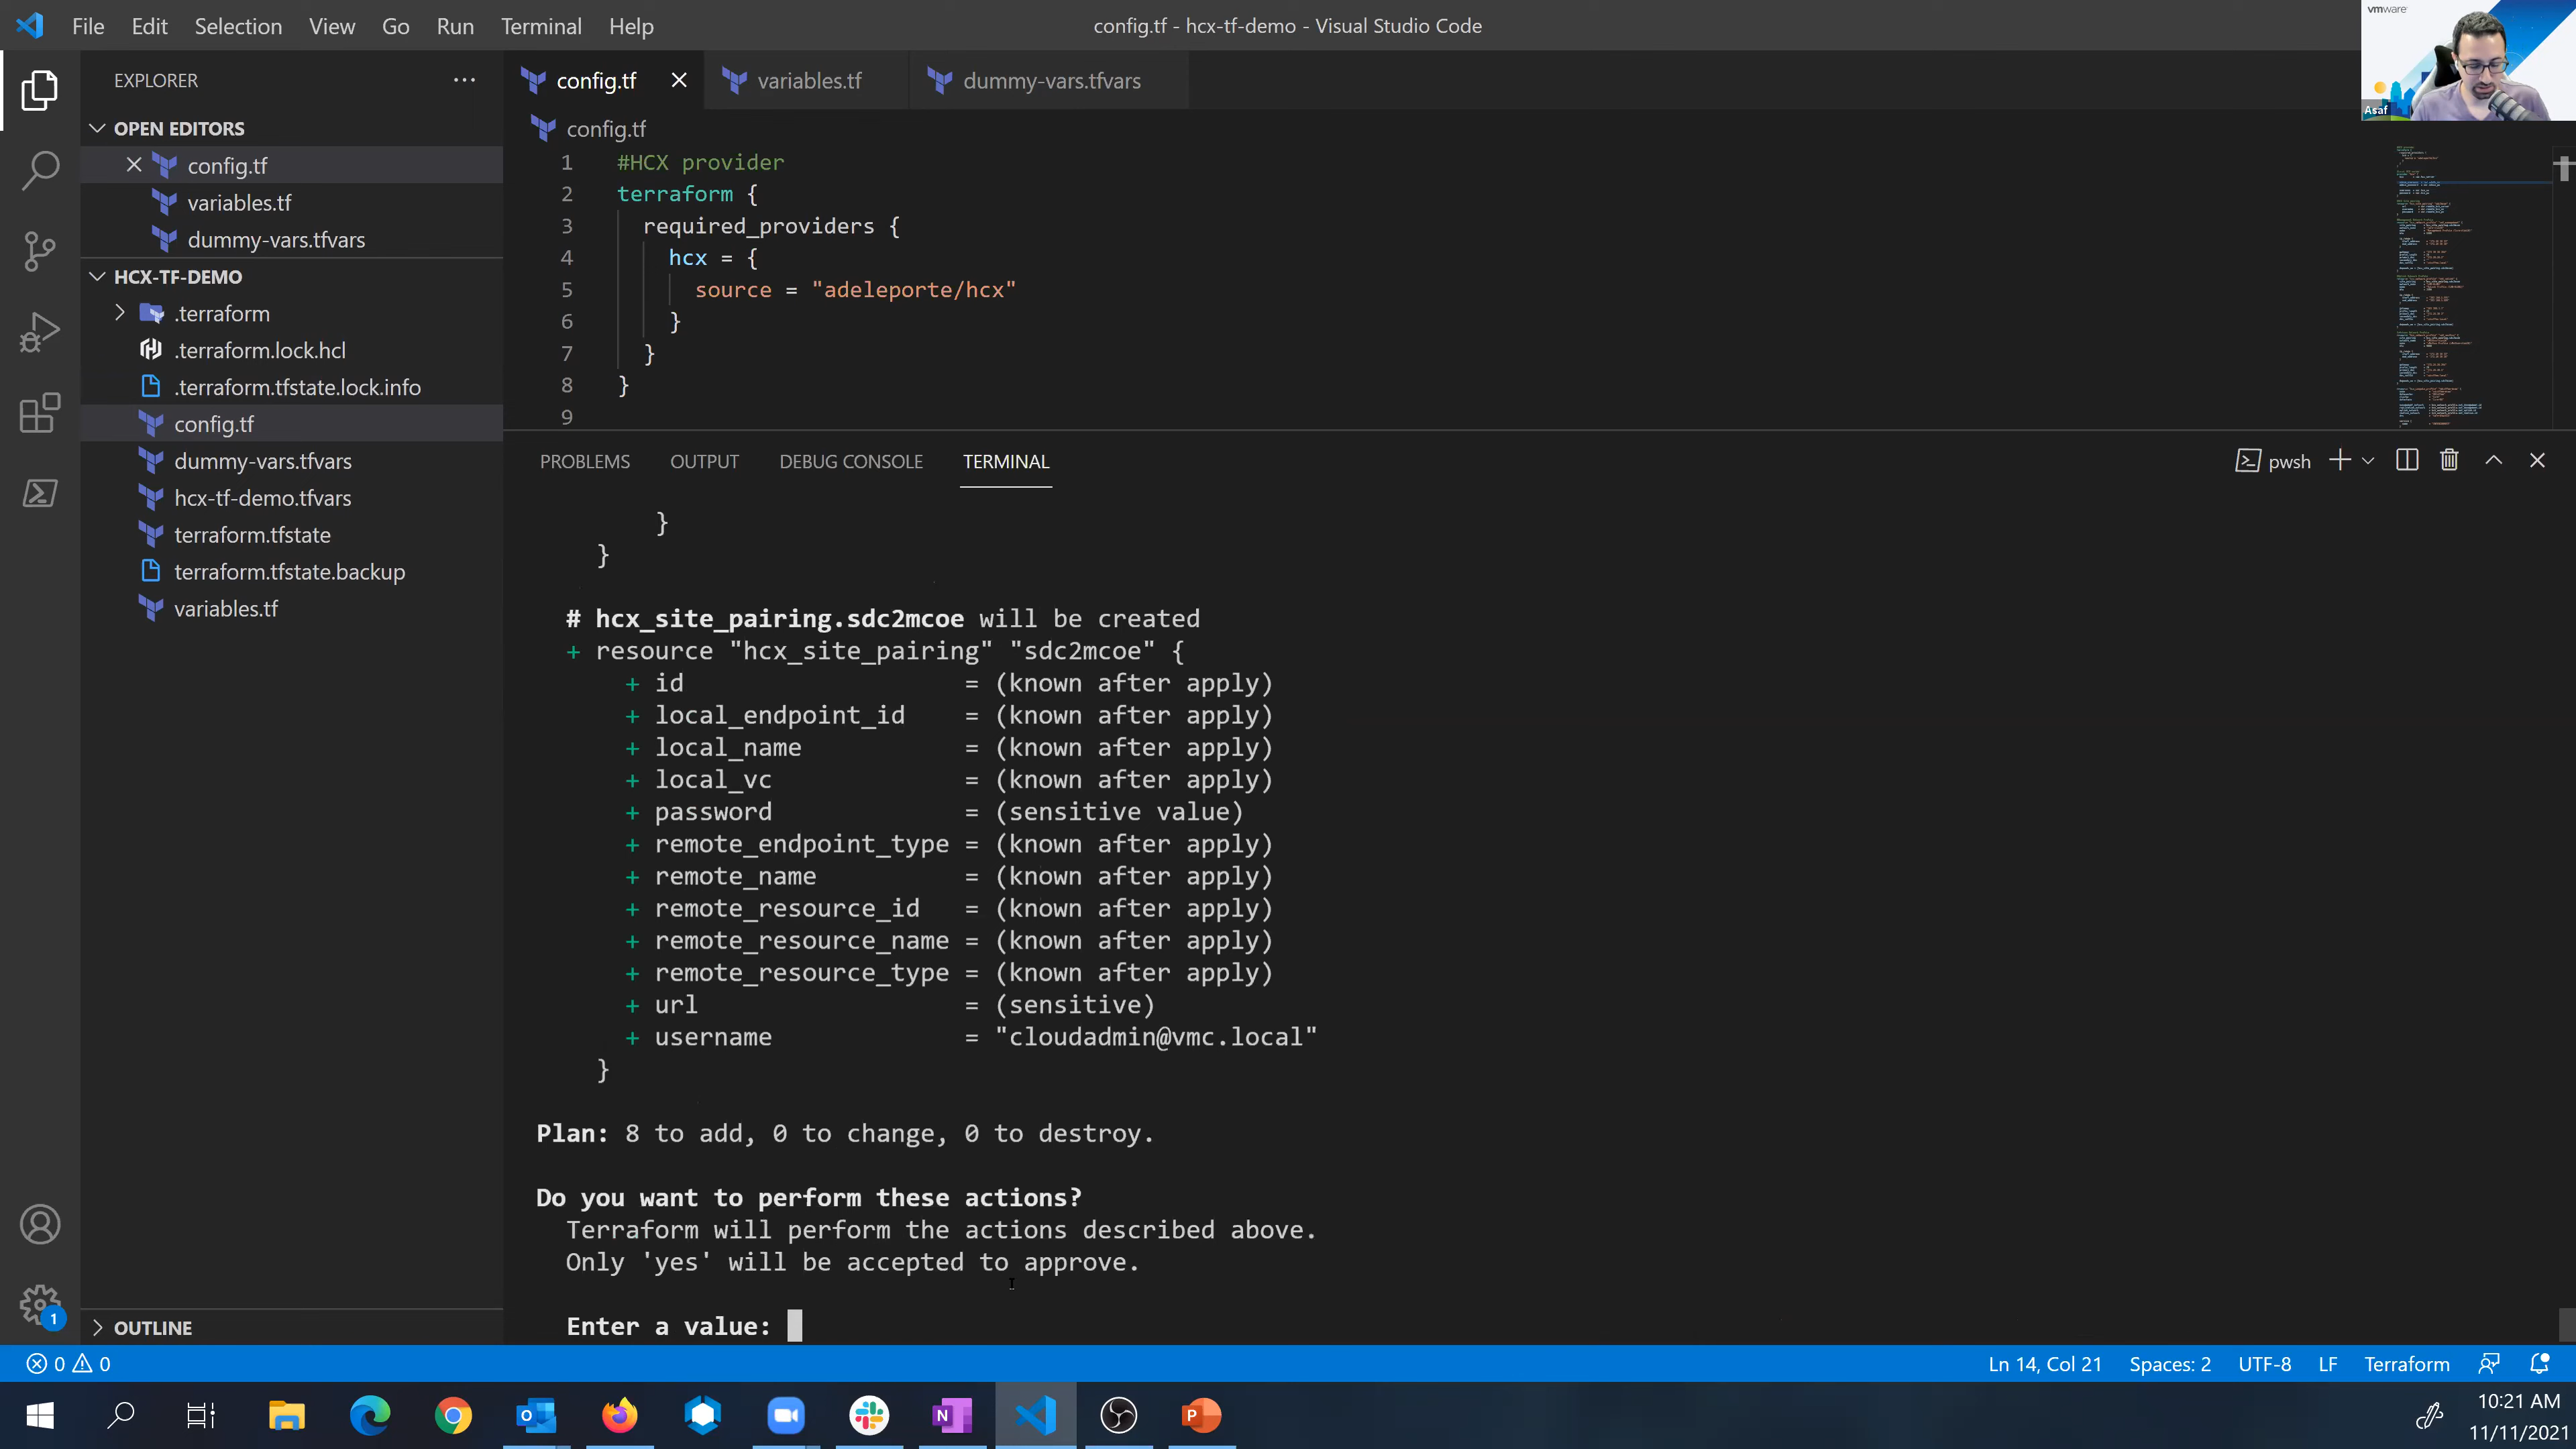 File Edit Selection View Go Run Terminal Help
config.tf - hcx-tf-demo - Visual Studio Code
vmware
Asaf
EXPLORER
OPEN EDITORS
config.tf
variables.tf
dummy-vars.tfvars
HCX-TF-DEMO
.terraform
.terraform.lock.hcl
.terraform.tfstate.lock.info
config.tf
dummy-vars.tfvars
hcx-tf-demo.tfvars
terraform.tfstate
terraform.tfstate.backup
variables.tf
OUTLINE
config.tf variables.tf dummy-vars.tfvars
config.tf
1 #HCX provider
2 terraform {
3 required_providers {
4 hcx = {
5 source = "adeleporte/hcx"
6 }
7 }
8 }
9
PROBLEMS OUTPUT DEBUG CONSOLE TERMINAL
pwsh
}
}
# hcx_site_pairing.sdc2mcoe will be created
+ resource "hcx_site_pairing" "sdc2mcoe" {
+ id = (known after apply)
+ local_endpoint_id = (known after apply)
+ local_name = (known after apply)
+ local_vc = (known after apply)
+ password = (sensitive value)
+ remote_endpoint_type = (known after apply)
+ remote_name = (known after apply)
+ remote_resource_id = (known after apply)
+ remote_resource_name = (known after apply)
+ remote_resource_type = (known after apply)
+ url = (sensitive)
+ username = "cloudadmin@vmc.local"
}
Plan: 8 to add, 0 to change, 0 to destroy.
Do you want to perform these actions?
Terraform will perform the actions described above.
Only 'yes' will be accepted to approve.
Enter a value:
0 0
Ln 14, Col 21 Spaces: 2 UTF-8 LF Terraform
1
10:21 AM
11/11/2021